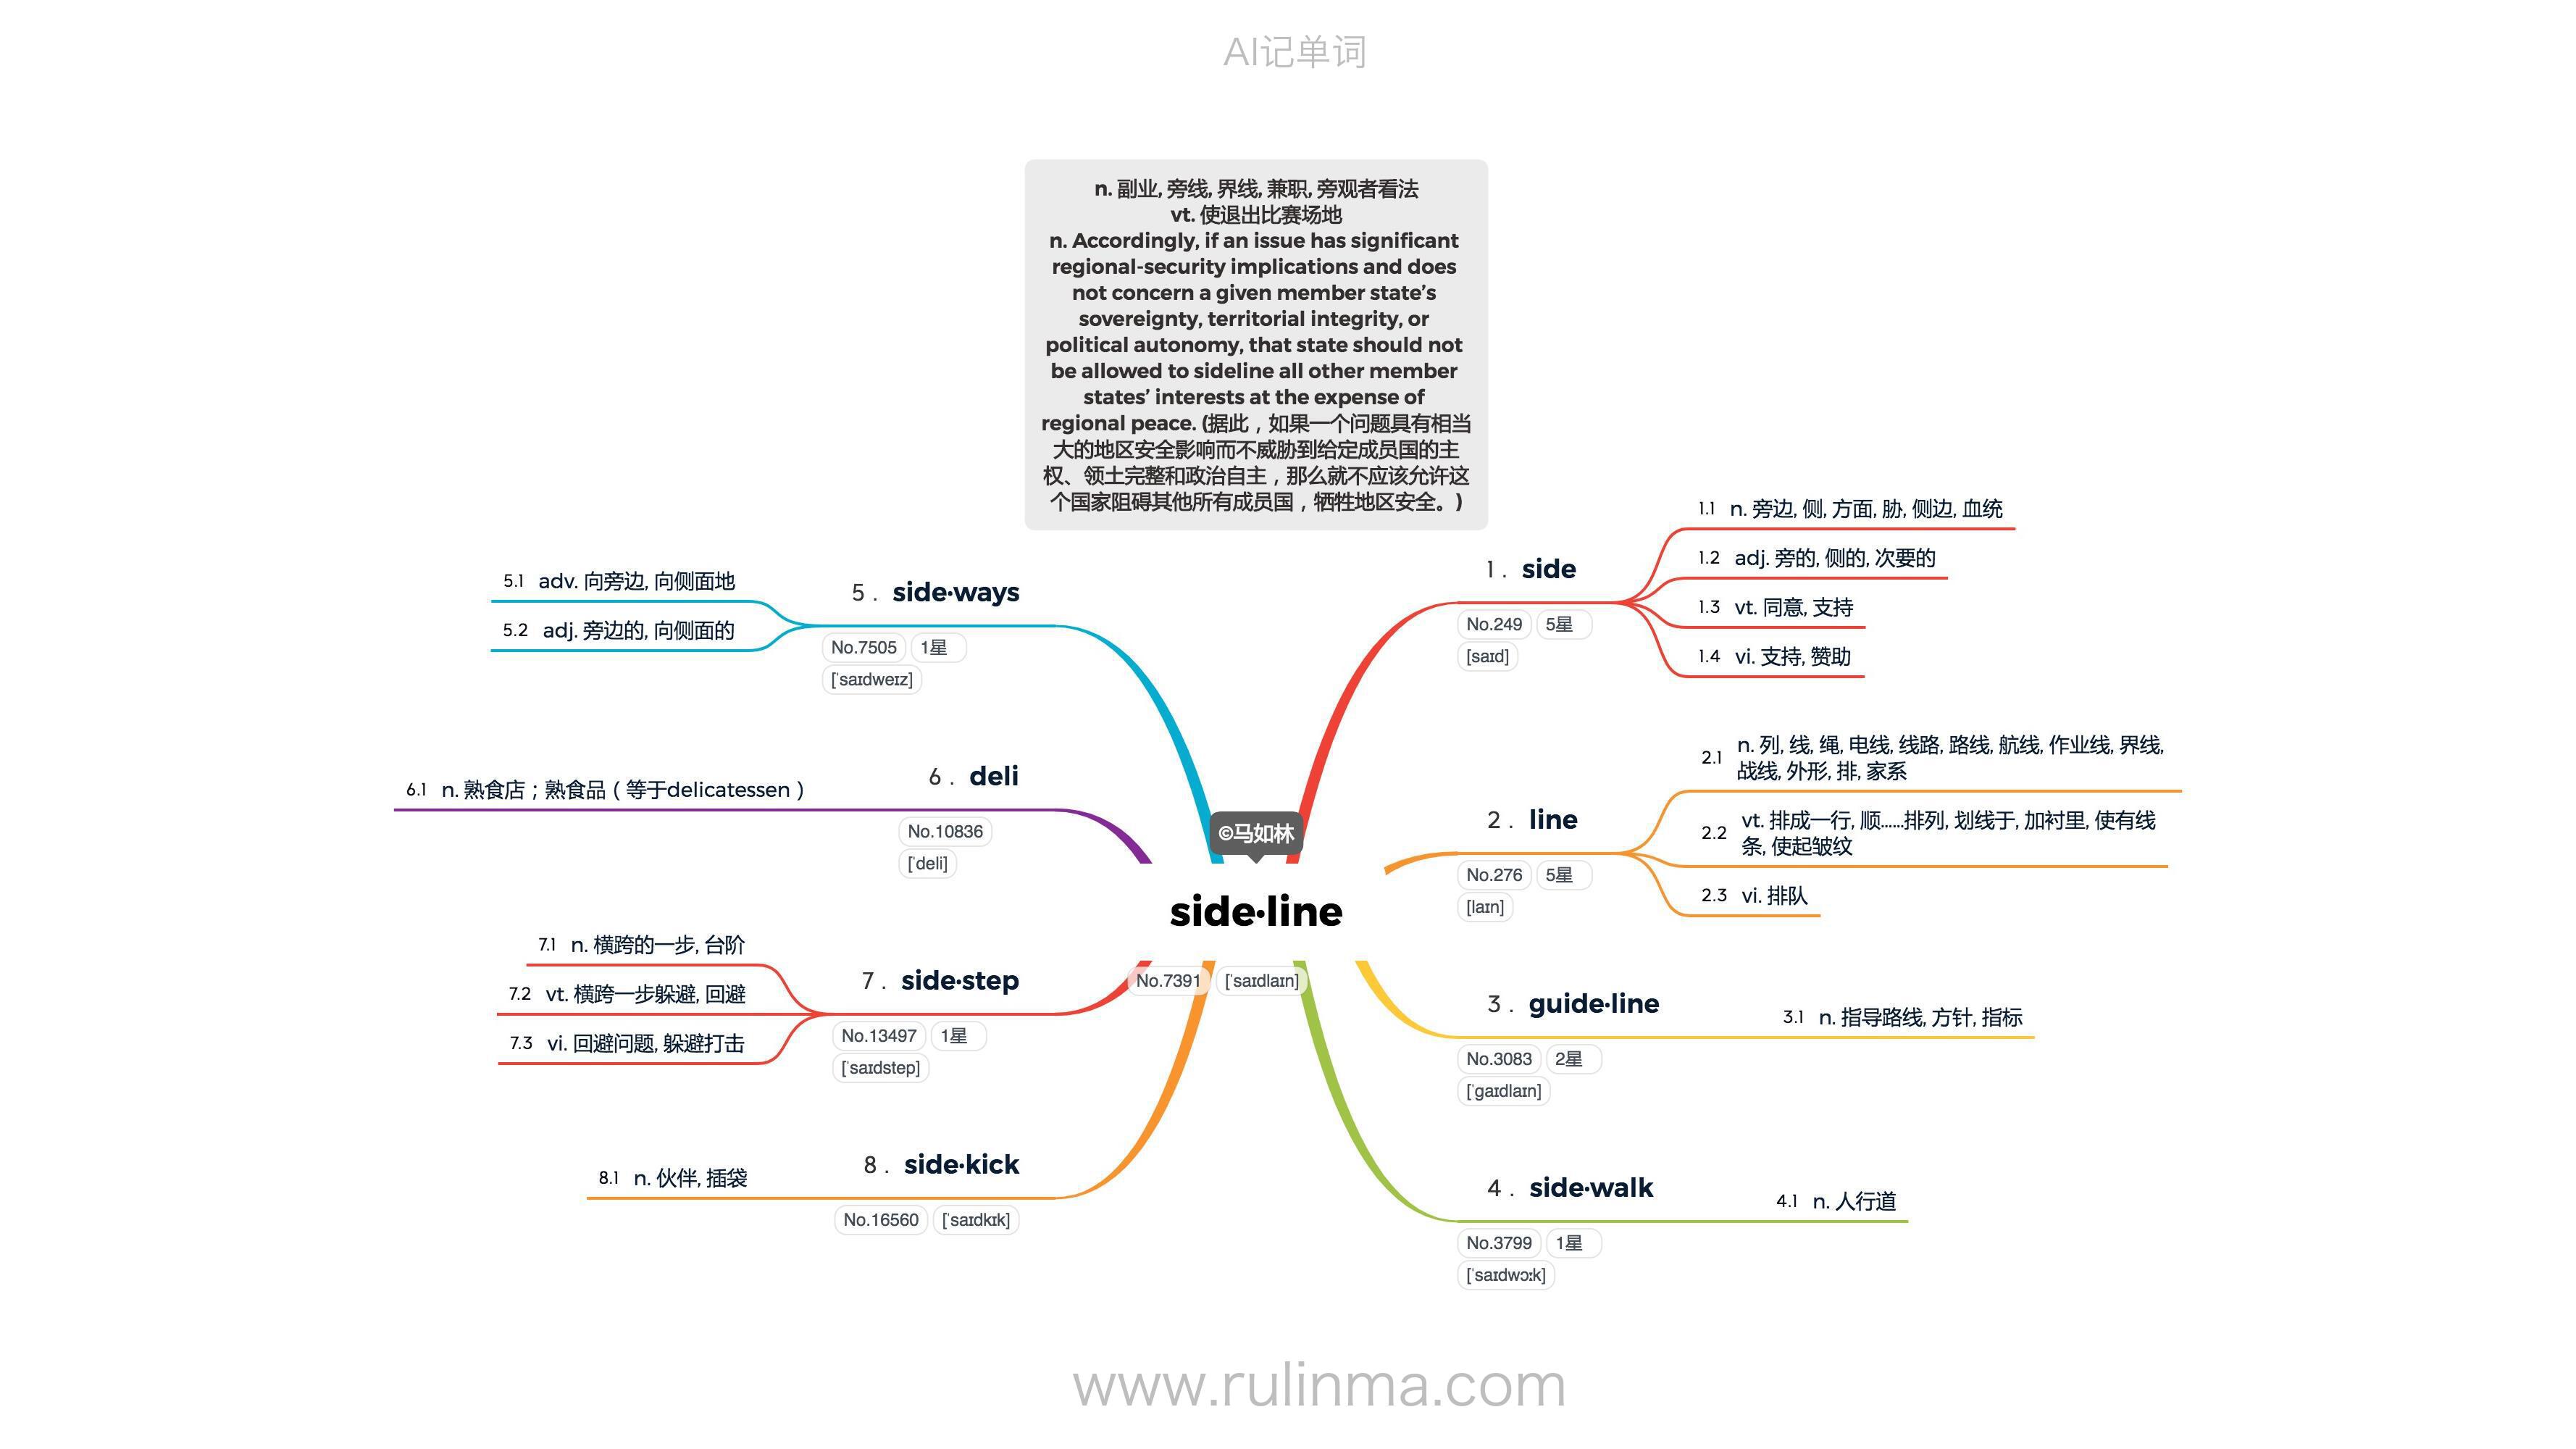 AI记单词
n. 副业, 旁线, 界线, 兼职, 旁观者看法
vt. 使退出比赛场地
n. Accordingly, if an issue has significant
regional-security implications and does
not concern a given member state’s
sovereignty, territorial integrity, or
political autonomy, that state should not
be allowed to sideline all other member
states’ interests at the expense of
regional peace. (据此，如果一个问题具有相当
大的地区安全影响而不威胁到给定成员国的主
权、领土完整和政治自主，那么就不应该允许这
个国家阻碍其他所有成员国，牺牲地区安全。)
©马如林
side·line
No.7391 [ˈsaɪdlaɪn]
1. side
No.249 5星
[saɪd]
1.1 n. 旁边, 侧, 方面, 胁, 侧边, 血统
1.2 adj. 旁的, 侧的, 次要的
1.3 vt. 同意, 支持
1.4 vi. 支持, 赞助
2. line
No.276 5星
[laɪn]
2.1 n. 列, 线, 绳, 电线, 线路, 路线, 航线, 作业线, 界线,
战线, 外形, 排, 家系
2.2 vt. 排成一行, 顺……排列, 划线于, 加衬里, 使有线
条, 使起皱纹
2.3 vi. 排队
3. guide·line
No.3083 2星
[ˈgaɪdlaɪn]
3.1 n. 指导路线, 方针, 指标
4. side·walk
No.3799 1星
[ˈsaɪdwɔːk]
4.1 n. 人行道
5. side·ways
No.7505 1星
[ˈsaɪdweɪz]
5.1 adv. 向旁边, 向侧面地
5.2 adj. 旁边的, 向侧面的
6. deli
No.10836
[ˈdeli]
6.1 n. 熟食店；熟食品（等于delicatessen）
7. side·step
No.13497 1星
[ˈsaɪdstep]
7.1 n. 横跨的一步, 台阶
7.2 vt. 横跨一步躲避, 回避
7.3 vi. 回避问题, 躲避打击
8. side·kick
No.16560 [ˈsaɪdkɪk]
8.1 n. 伙伴, 插袋
www.rulinma.com